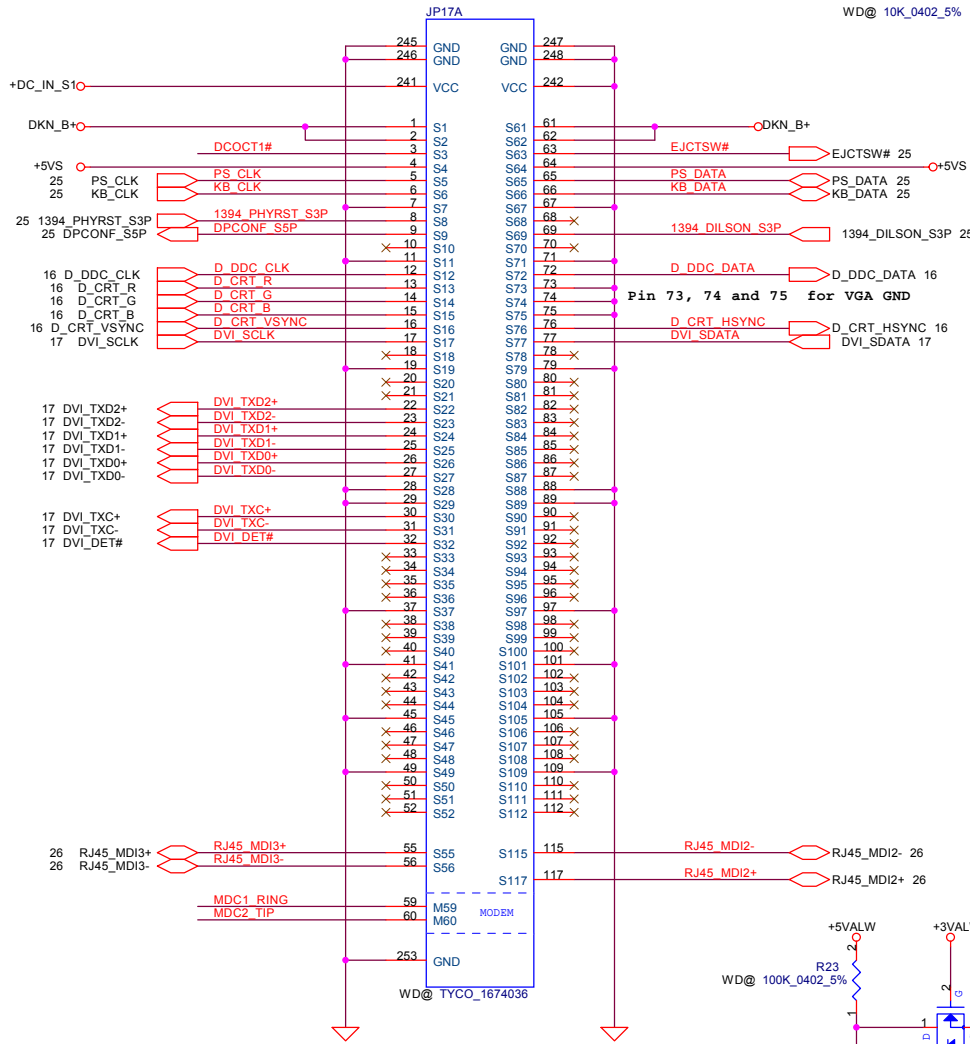 JP17A
WD@ 10K_0402_5%
245 GND GND 247
246 GND GND 248
+DC_IN_S1 241 VCC VCC 242
DKN_B+ 1 S1 S61 61 DKN_B+
2 S2 S62 62
DCOCT1# 3 S3 S63 63 EJCTSW# EJCTSW# 25
+5VS 4 S4 S64 64 +5VS
25 PS_CLK PS_CLK 5 S5 S65 65 PS_DATA PS_DATA 25
25 KB_CLK KB_CLK 6 S6 S66 66 KB_DATA KB_DATA 25
7 S7 S67 67
25 1394_PHYRST_S3P 1394_PHYRST_S3P 8 S8 S68 68
25 DPCONF_S5P DPCONF_S5P 9 S9 S69 69 1394_DILSON_S3P 1394_DILSON_S3P 25
10 S10 S70 70
11 S11 S71 71
16 D_DDC_CLK D_DDC_CLK 12 S12 S72 72 D_DDC_DATA D_DDC_DATA 16
16 D_CRT_R D_CRT_R 13 S13 S73 73
16 D_CRT_G D_CRT_G 14 S14 S74 74 Pin 73, 74 and 75 for VGA GND
16 D_CRT_B D_CRT_B 15 S15 S75 75
16 D_CRT_VSYNC D_CRT_VSYNC 16 S16 S76 76 D_CRT_HSYNC D_CRT_HSYNC 16
17 DVI_SCLK DVI_SCLK 17 S17 S77 77 DVI_SDATA DVI_SDATA 17
18 S18 S78 78
19 S19 S79 79
20 S20 S80 80
21 S21 S81 81
17 DVI_TXD2+ DVI_TXD2+ 22 S22 S82 82
17 DVI_TXD2- DVI_TXD2- 23 S23 S83 83
17 DVI_TXD1+ DVI_TXD1+ 24 S24 S84 84
17 DVI_TXD1- DVI_TXD1- 25 S25 S85 85
17 DVI_TXD0+ DVI_TXD0+ 26 S26 S86 86
17 DVI_TXD0- DVI_TXD0- 27 S27 S87 87
28 S28 S88 88
29 S29 S89 89
17 DVI_TXC+ DVI_TXC+ 30 S30 S90 90
17 DVI_TXC- DVI_TXC- 31 S31 S91 91
17 DVI_DET# DVI_DET# 32 S32 S92 92
33 S33 S93 93
34 S34 S94 94
35 S35 S95 95
36 S36 S96 96
37 S37 S97 97
38 S38 S98 98
39 S39 S99 99
40 S40 S100 100
41 S41 S101 101
42 S42 S102 102
43 S43 S103 103
44 S44 S104 104
45 S45 S105 105
46 S46 S106 106
47 S47 S107 107
48 S48 S108 108
49 S49 S109 109
50 S50 S110 110
51 S51 S111 111
52 S52 S112 112
26 RJ45_MDI3+ RJ45_MDI3+ 55 S55 S115 115 RJ45_MDI2- RJ45_MDI2- 26
26 RJ45_MDI3- RJ45_MDI3- 56 S56
S117 117 RJ45_MDI2+ RJ45_MDI2+ 26
MDC1_RING 59 M59 MODEM
MDC2_TIP 60 M60
253 GND
WD@ TYCO_1674036
+5VALW +3VALW
2
R23
WD@ 100K_0402_5%
1
2 G
1 D